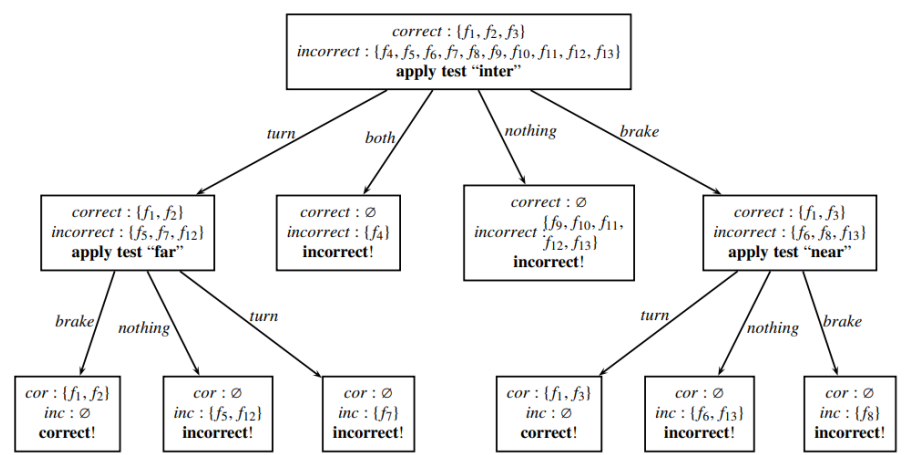 correct : {f1, f2, f3}
incorrect : {f4, f5, f6, f7, f8, f9, f10, f11, f12, f13}
apply test “inter”
turn
both
nothing
brake
correct : {f1, f2}
incorrect : {f5, f7, f12}
apply test “far”
correct : ∅
incorrect : {f4}
incorrect!
correct : ∅
incorrect {f9, f10, f11,
f12, f13}
incorrect!
correct : {f1, f3}
incorrect : {f6, f8, f13}
apply test “near”
brake
nothing
turn
turn
nothing
brake
cor : {f1, f2}
inc : ∅
correct!
cor : ∅
inc : {f5, f12}
incorrect!
cor : ∅
inc : {f7}
incorrect!
cor : {f1, f3}
inc : ∅
correct!
cor : ∅
inc : {f6, f13}
incorrect!
cor : ∅
inc : {f8}
incorrect!